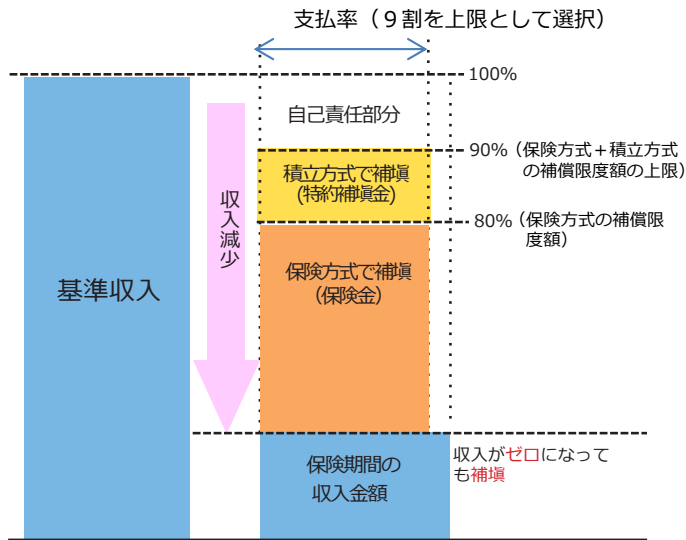 支払率（９割を上限として選択）
100%
自己責任部分
90%（保険方式＋積立方式
の補償限度額の上限）
積立方式で補塡
(特約補塡金)
80%（保険方式の補償限
度額）
収入減少
保険方式で補塡
（保険金）
基準収入
収入がゼロになって
も補塡
保険期間の
収入金額